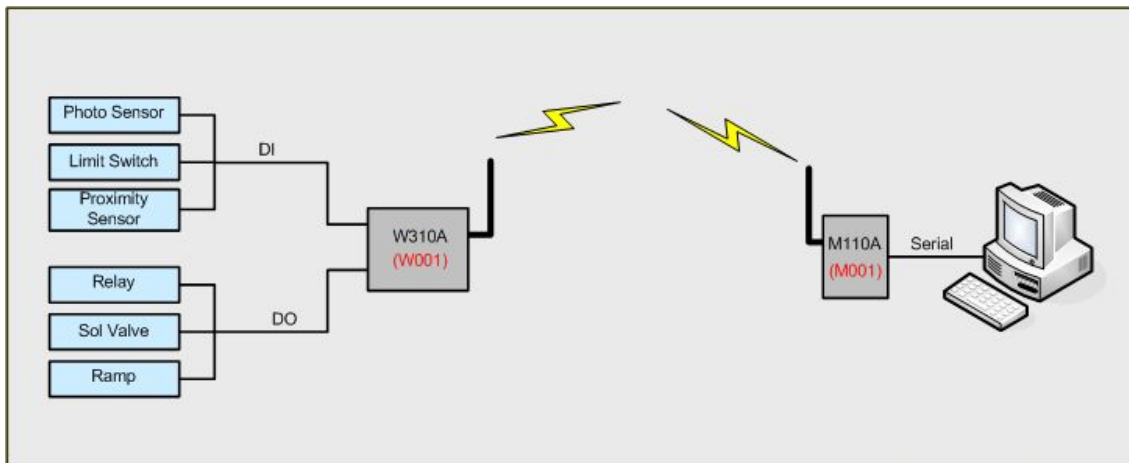 Photo Sensor
Limit Switch
Proximity
Sensor
DI
Relay
Sol Valve
Ramp
DO
W310A
(W001)
M110A
(M001)
Serial